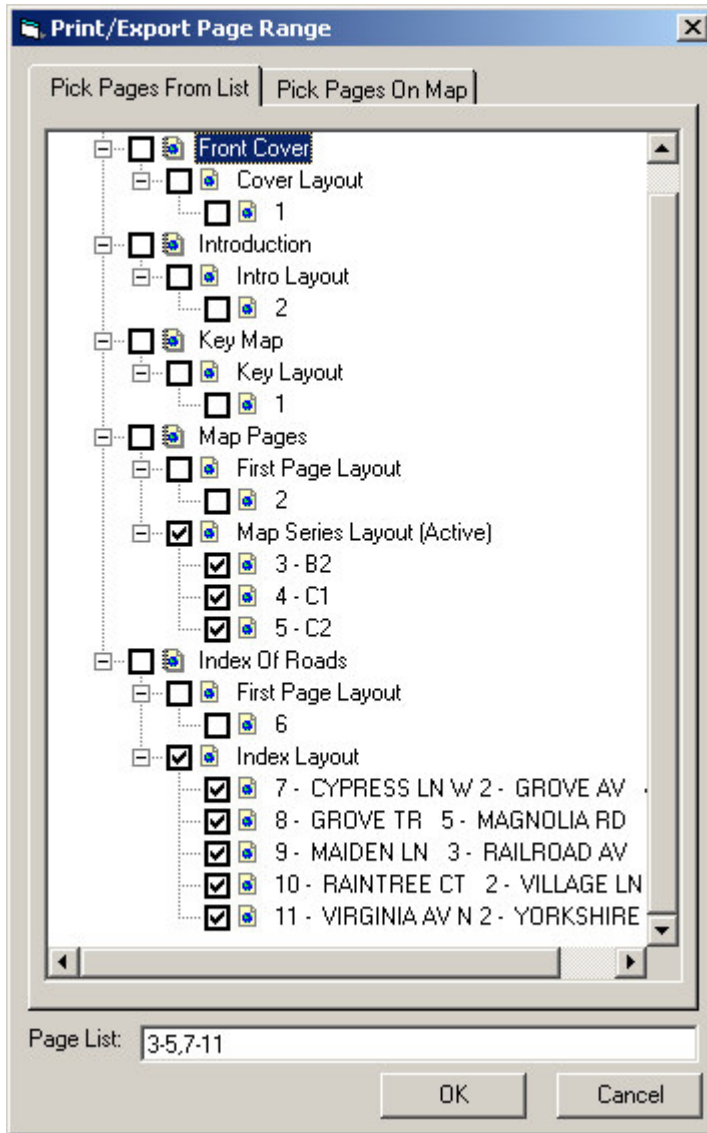 Print/Export Page Range
Pick Pages From List Pick Pages On Map
Front Cover
Cover Layout
1
Introduction
Intro Layout
2
Key Map
Key Layout
1
Map Pages
First Page Layout
2
Map Series Layout (Active)
3 - B2
4 - C1
5 - C2
Index Of Roads
First Page Layout
6
Index Layout
7 - CYPRESS LN W 2 - GROVE AV
8 - GROVE TR 5 - MAGNOLIA RD
9 - MAIDEN LN 3 - RAILROAD AV
10 - RAINTREE CT 2 - VILLAGE LN
11 - VIRGINIA AV N 2 - YORKSHIRE
Page List: 3-5,7-11
OK Cancel